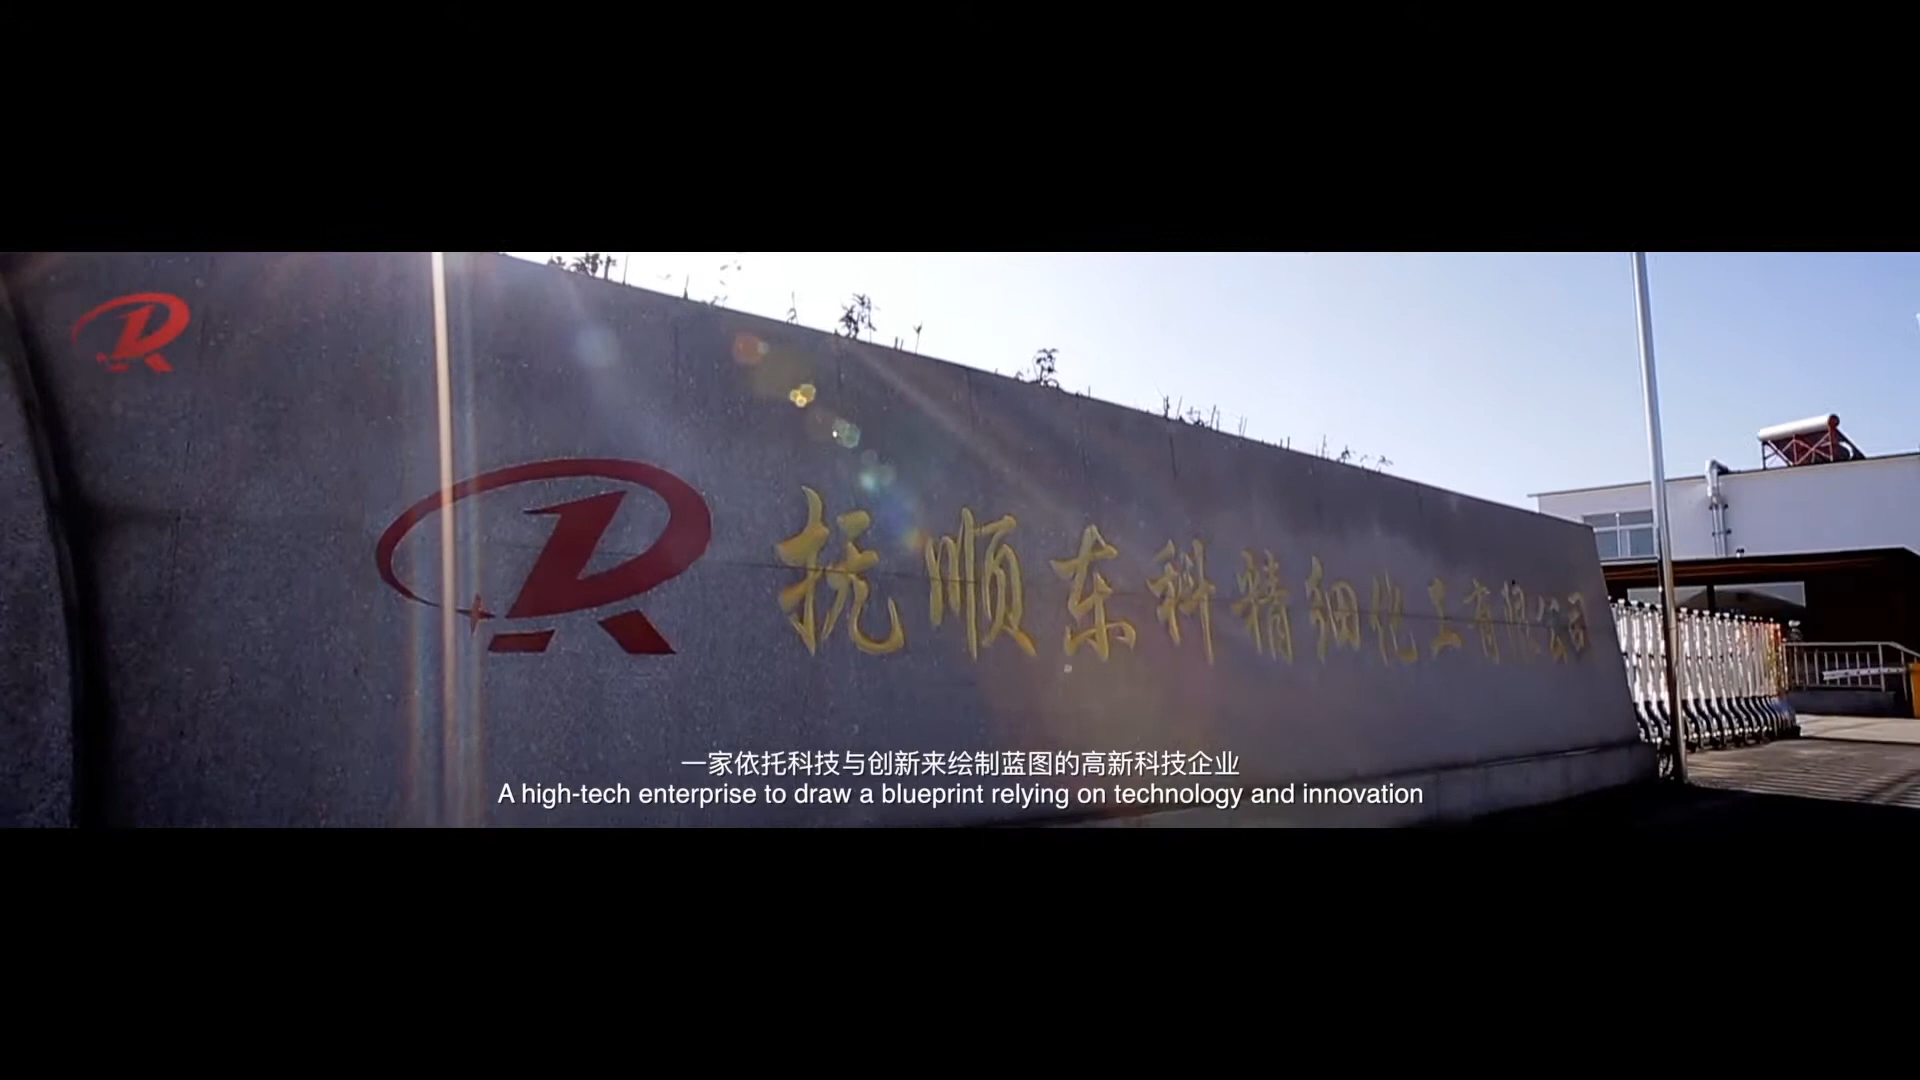 抚顺东科精细化工有限公司
一家依托科技与创新来绘制蓝图的高新科技企业
A high-tech enterprise to draw a blueprint relying on technology and innovation